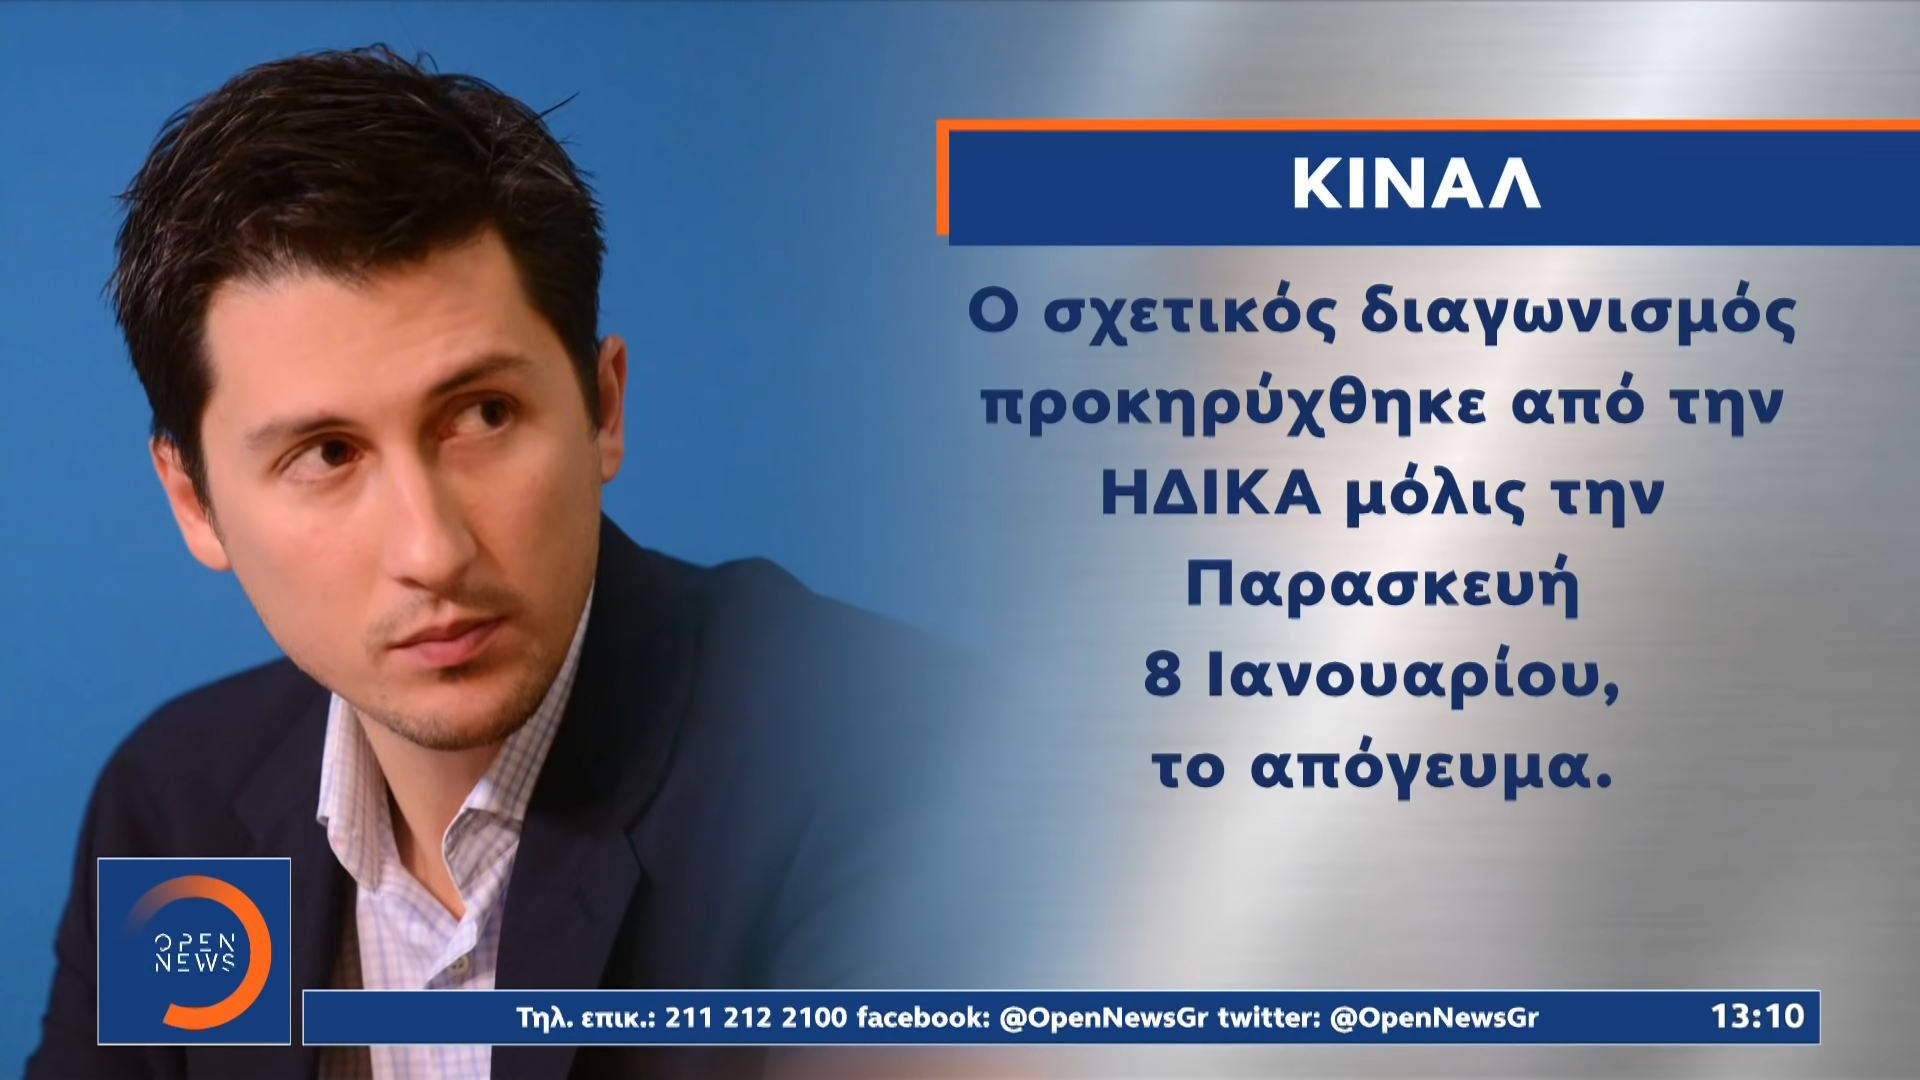 ΚΙΝΑΛ
Ο σχετικός διαγωνισμός
προκηρύχθηκε από την
ΗΔΙΚΑ μόλις την
Παρασκευή
8 Ιανουαρίου,
το απόγευμα.
OPEN
NEWS
Τηλ. επικ.: 211 212 2100 facebook: @OpenNewsGr twitter: @OpenNewsGr
13:10